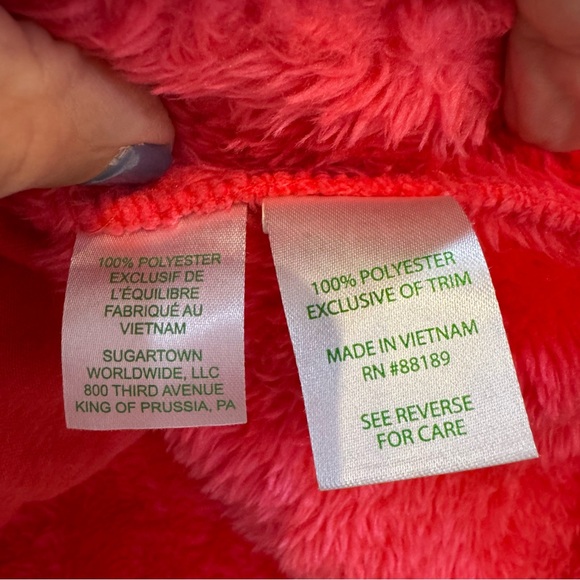 100% POLYESTER
EXCLUSIF DE
L'ÉQUILIBRE
FABRIQUÉ AU
VIETNAM
SUGARTOWN
WORLDWIDE, LLC
800 THIRD AVENUE
KING OF PRUSSIA, PA
100% POLYESTER
EXCLUSIVE OF TRIM
MADE IN VIETNAM
RN #88189
SEE REVERSE
FOR CARE